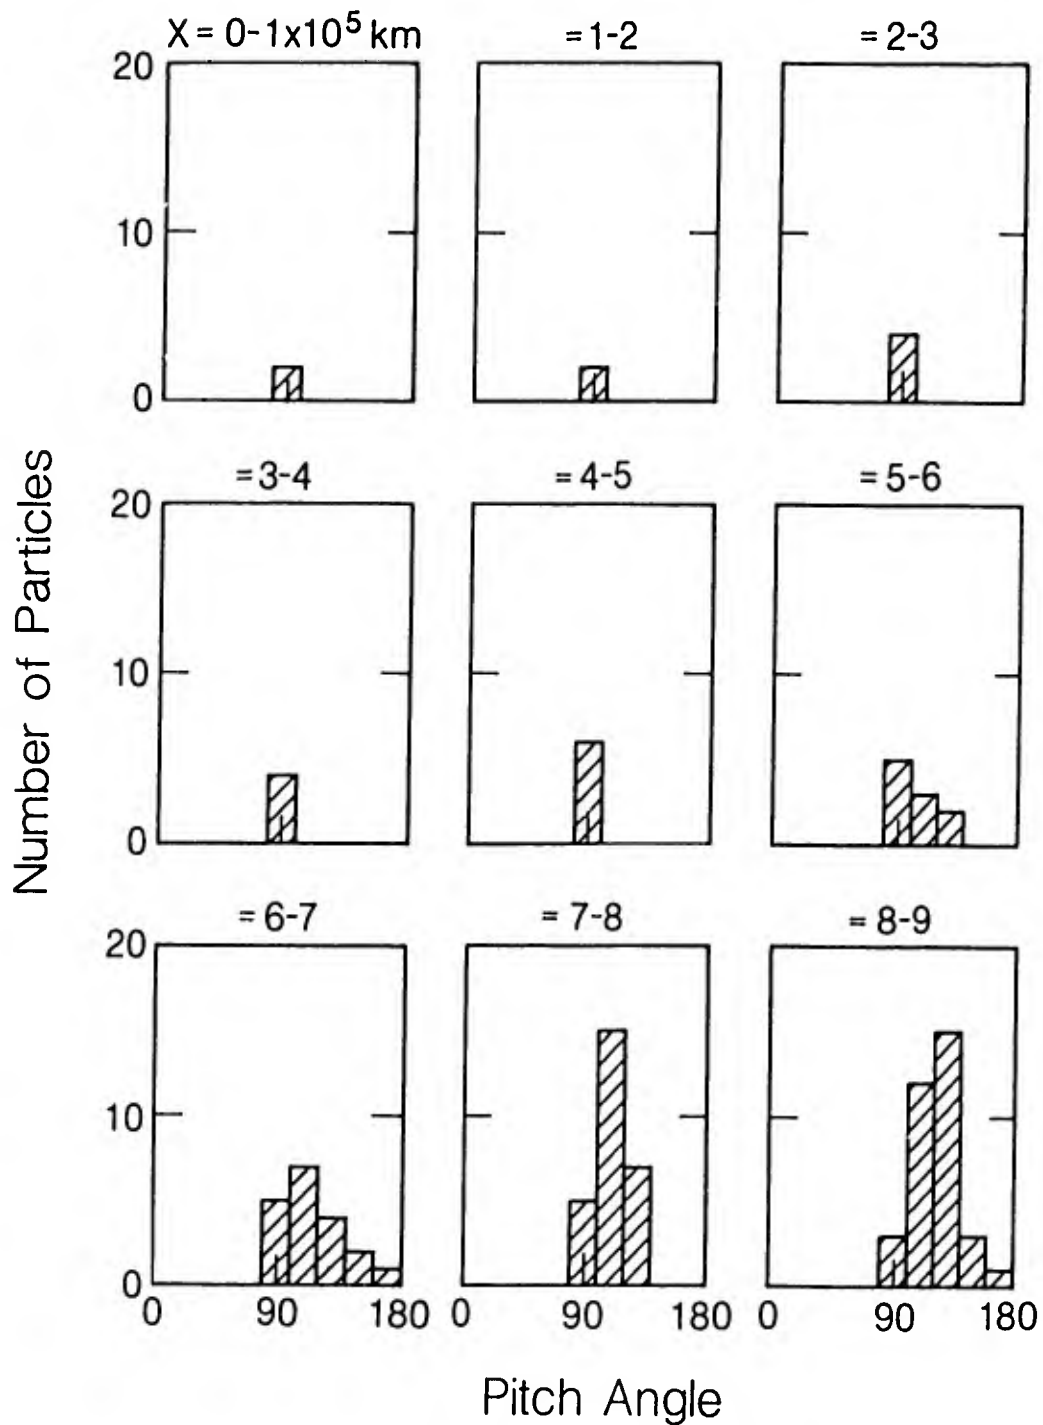 X = 0-1x10⁵ km
=1-2
=2-3
20
10
0
=3-4
=4-5
=5-6
20
10
0
=6-7
=7-8
=8-9
20
10
0
0 90 180
0 90 180
0 90 180
Number of Particles
Pitch Angle